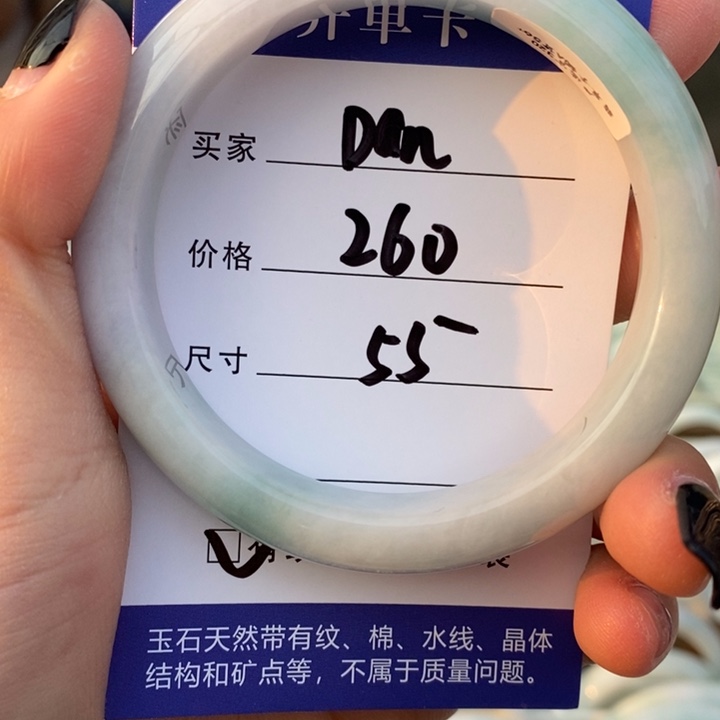 开单卡
买家 Dan
价格 260
尺寸 55-
玉石天然带有纹、棉、水线、晶体
结构和矿点等，不属于质量问题。